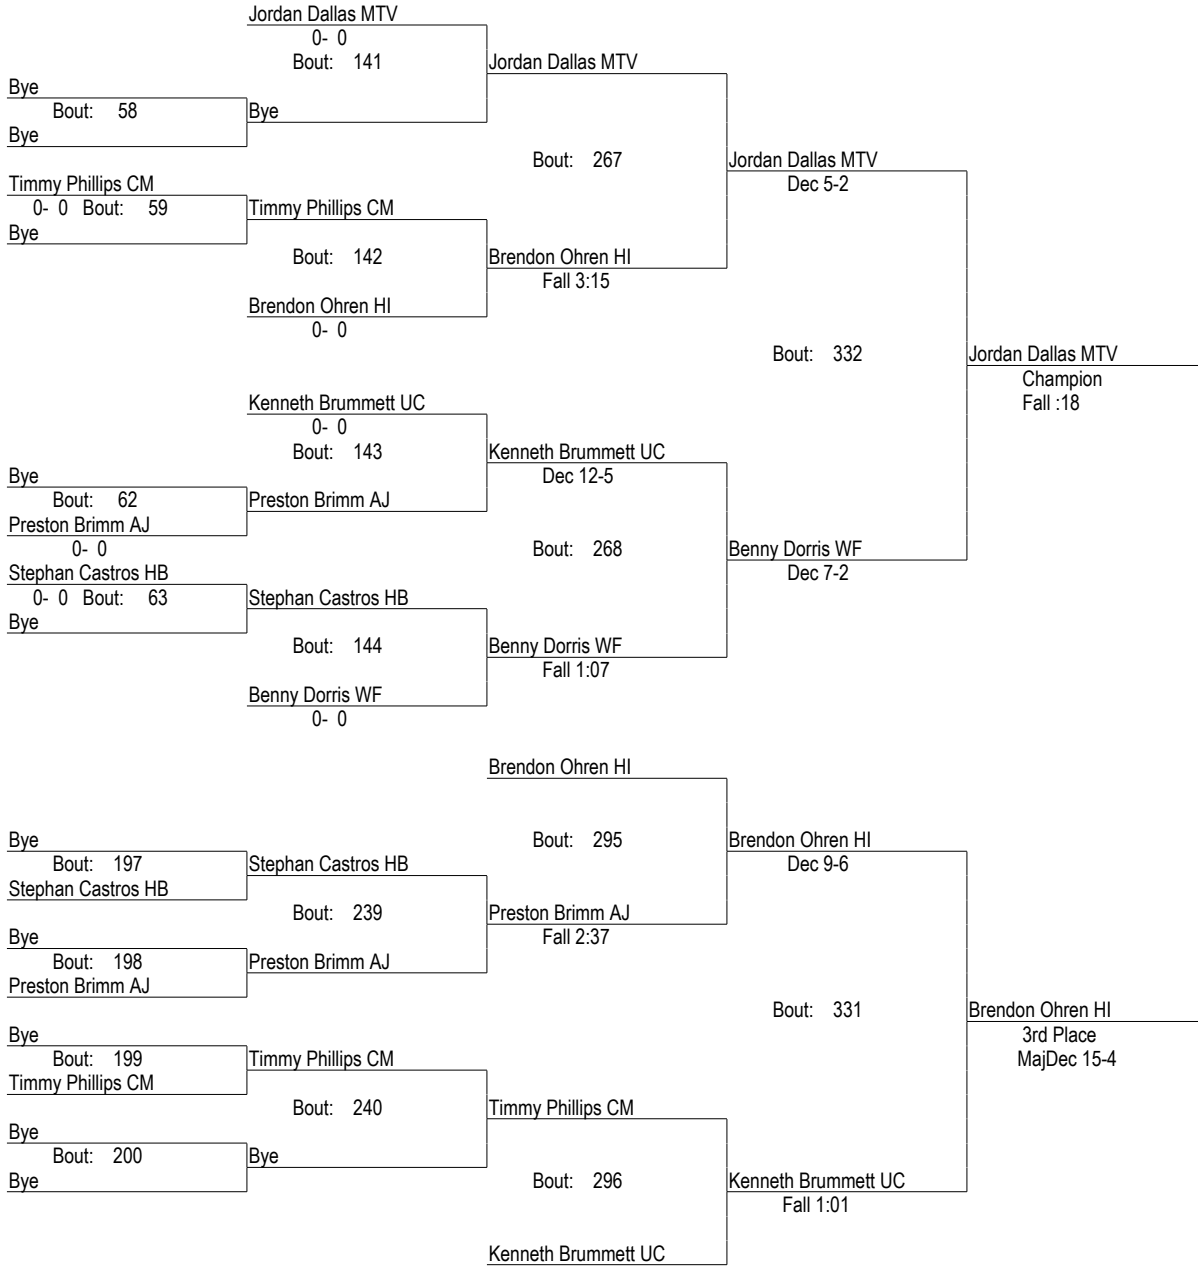 Jordan Dallas MTV
0- 0
Bout: 141
Jordan Dallas MTV
Bye
Bout: 58
Bye
Bye
Bout: 267
Jordan Dallas MTV
Dec 5-2
Timmy Phillips CM
0- 0 Bout: 59
Timmy Phillips CM
Bye
Bout: 142
Brendon Ohren HI
Fall 3:15
Brendon Ohren HI
0- 0
Bout: 332
Jordan Dallas MTV
Champion
Fall :18
Kenneth Brummett UC
0- 0
Bout: 143
Kenneth Brummett UC
Dec 12-5
Bye
Bout: 62
Preston Brimm AJ
Preston Brimm AJ
0- 0
Bout: 268
Benny Dorris WF
Dec 7-2
Stephan Castros HB
0- 0 Bout: 63
Stephan Castros HB
Bye
Bout: 144
Benny Dorris WF
Fall 1:07
Benny Dorris WF
0- 0
Brendon Ohren HI
Bye
Bout: 295
Brendon Ohren HI
Dec 9-6
Bout: 197
Stephan Castros HB
Stephan Castros HB
Bout: 239
Preston Brimm AJ
Fall 2:37
Bye
Bout: 198
Preston Brimm AJ
Preston Brimm AJ
Bout: 331
Brendon Ohren HI
3rd Place
MajDec 15-4
Bye
Bout: 199
Timmy Phillips CM
Timmy Phillips CM
Bout: 240
Timmy Phillips CM
Bye
Bout: 200
Bye
Bye
Bout: 296
Kenneth Brummett UC
Fall 1:01
Kenneth Brummett UC